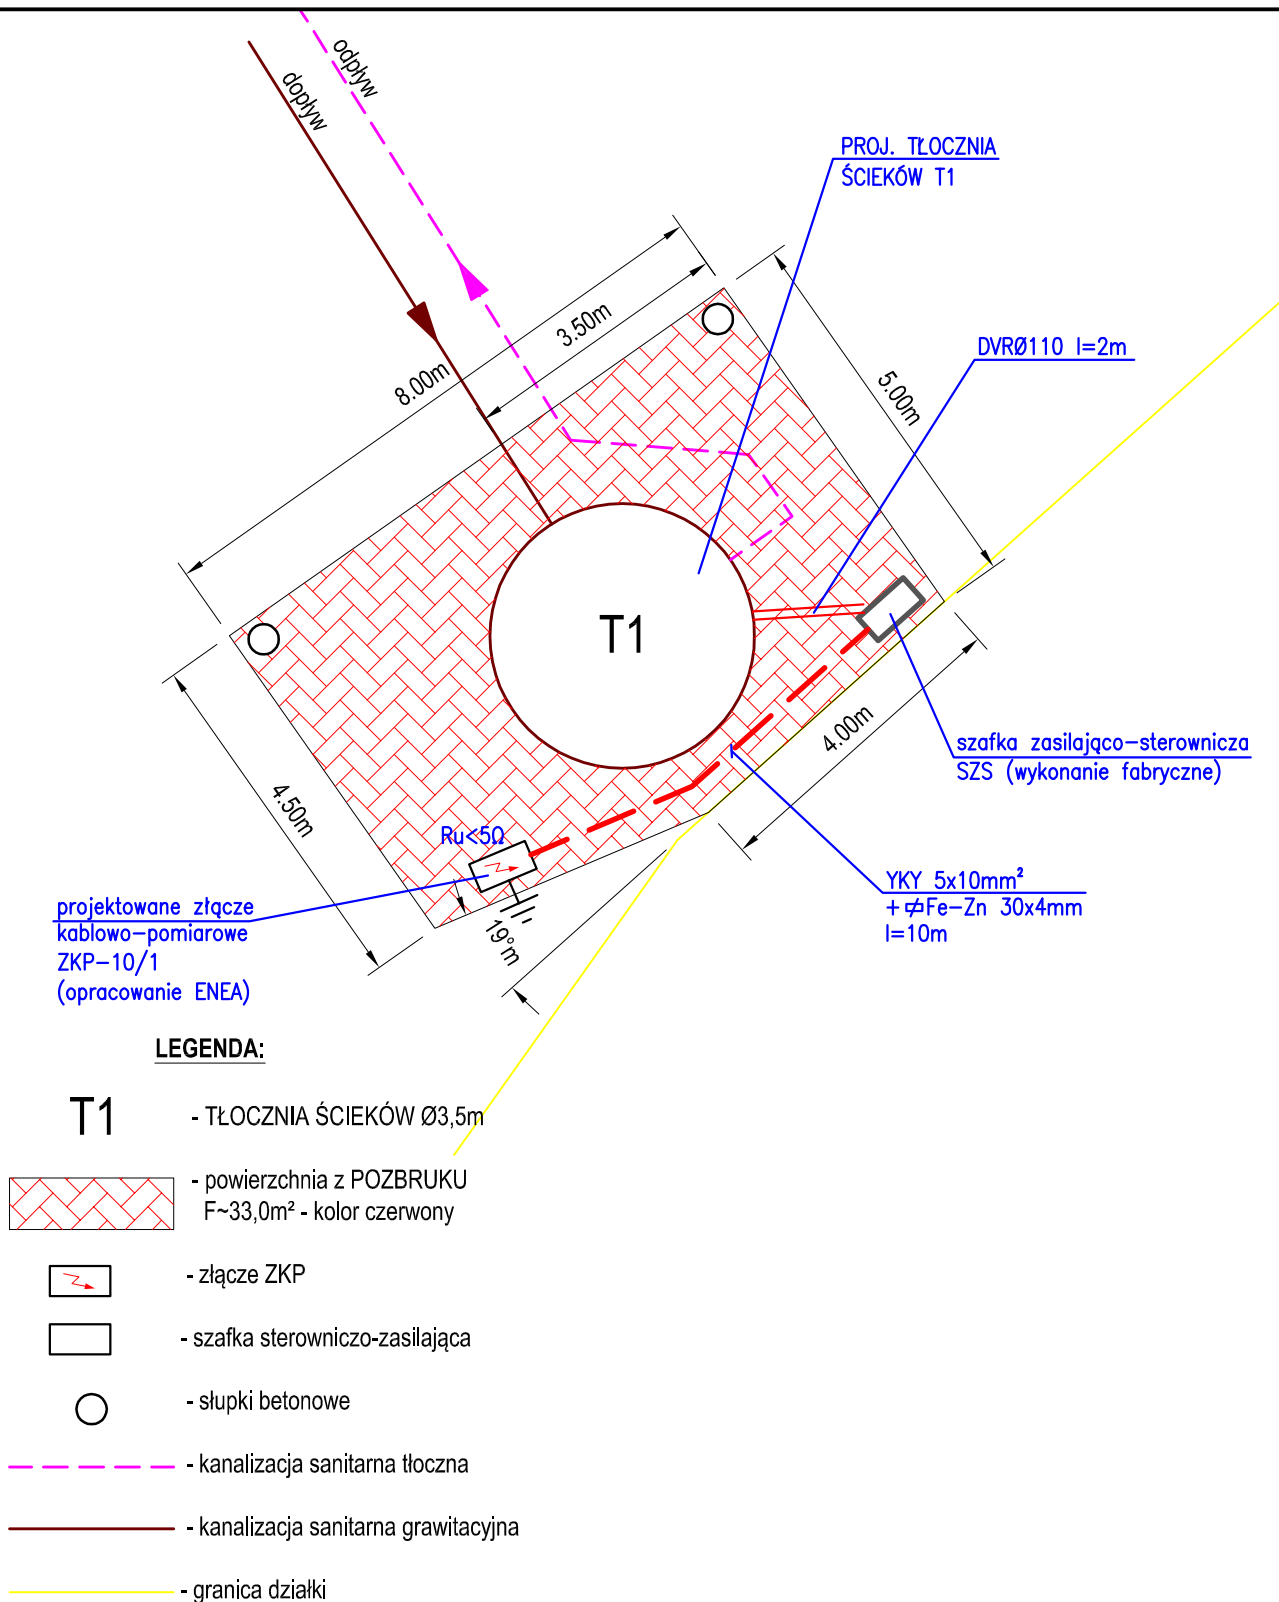 odpływ
dopływ
PROJ. TŁOCZNIA
ŚCIEKÓW T1
3.50m
8.00m
DVRØ110 l=2m
5.00m
T1
4.00m
szafka zasilająco-sterownicza
SZS (wykonanie fabryczne)
4.50m
Ru<5Ω
YKY 5x10mm²
+ Fe-Zn 30x4mm
l=10m
projektowane złącze
kablowo-pomiarowe
ZKP-10/1
(opracowanie ENEA)
19°m
LEGENDA:
T1 - TŁOCZNIA ŚCIEKÓW Ø3,5m
- powierzchnia z POZBRUKU
F~33,0m² - kolor czerwony
- złącze ZKP
- szafka sterowniczo-zasilająca
- słupki betonowe
- kanalizacja sanitarna tłoczna
- kanalizacja sanitarna grawitacyjna
- granica działki